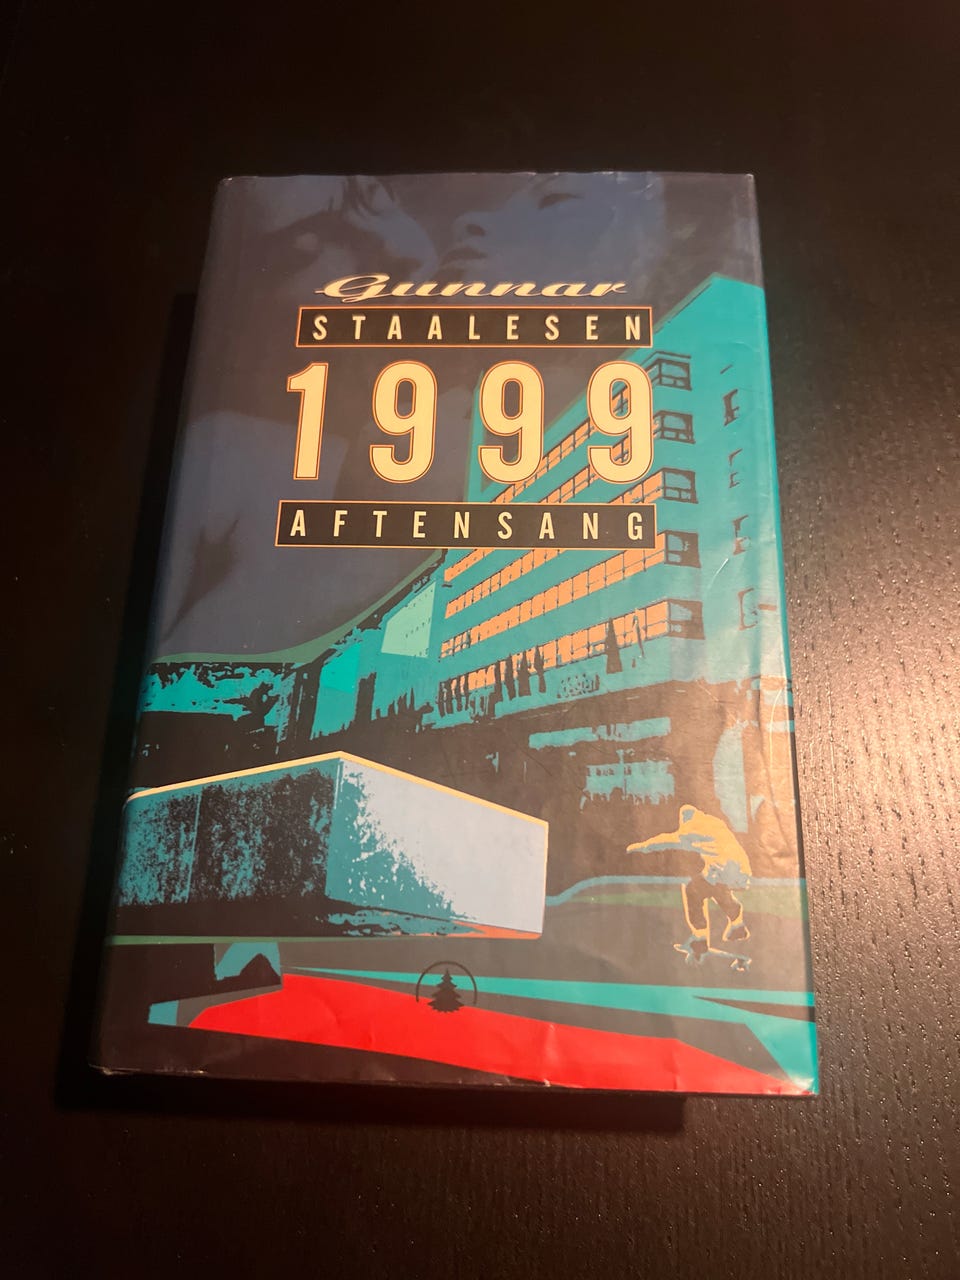 Gunnar
STAALESEN
1999
AFTENSANG